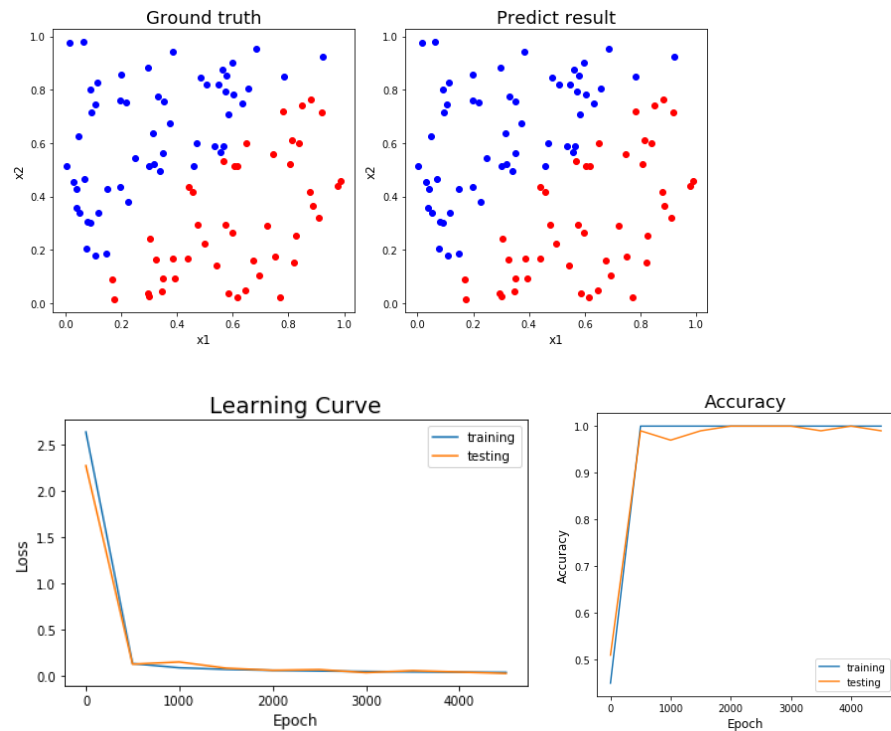 Ground truth
1.0
0.8
0.6
0.4
0.2
0.0
x2
0.0 0.2 0.4 0.6 0.8 1.0
x1
Predict result
1.0
0.8
0.6
0.4
0.2
0.0
x2
0.0 0.2 0.4 0.6 0.8 1.0
x1
Learning Curve
training
testing
2.5
2.0
1.5
1.0
0.5
0.0
Loss
0 1000 2000 3000 4000
Epoch
Accuracy
1.0
0.9
0.8
0.7
0.6
0.5
Accuracy
training
testing
0 1000 2000 3000 4000
Epoch